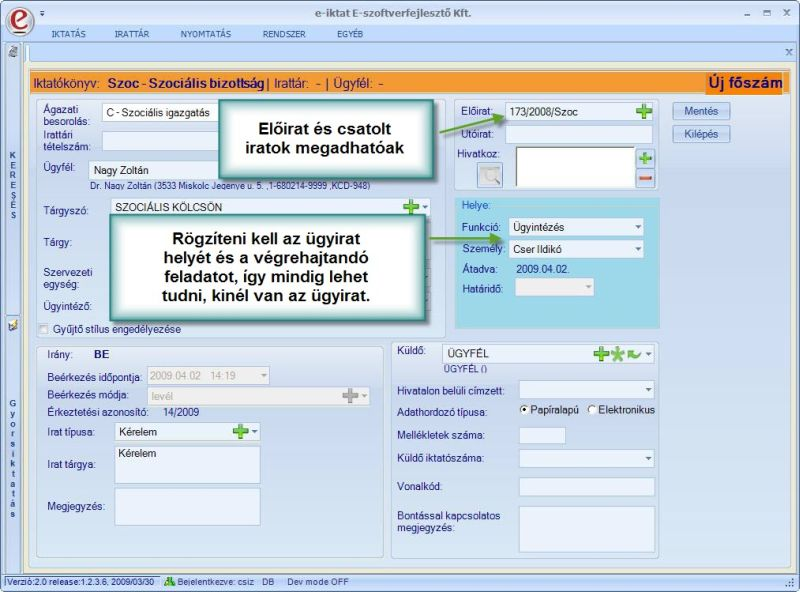 e-iktat E-szoftverfejlesztő Kft.
IKTATÁS IRATTÁR NYOMTATÁS RENDSZER EGYÉB
Iktatókönyv: Szoc - Szociális bizottság | Irattár: - | Ügyfél: -
Új főszám
KERESÉS
Gyorsiktatás
Ágazati besorolás:
C - Szociális igazgatás
Irattári tételszám:
Ügyfél:
Nagy Zoltán
Dr. Nagy Zoltán (3533 Miskolc Jegenye u. 5. ,1-680214-9999 ,KCD-948)
Tárgyszó:
SZOCIÁLIS KÖLCSÖN
Tárgy:
Szervezeti egység:
Ügyintéző:
Gyűjtő stílus engedélyezése
Előirat és csatolt
iratok megadhatóak
Rögzíteni kell az ügyirat
helyét és a végrehajtandó
feladatot, így mindig lehet
tudni, kinél van az ügyirat.
Előirat:
173/2008/Szoc
Utóirat:
Hivatkoz:
Mentés
Kilépés
Helye:
Funkció: Ügyintézés
Személy: Cser Ildikó
Átadva: 2009.04.02.
Határidő:
Irány: BE
Beérkezés időpontja: 2009.04.02 14:19
Beérkezés módja: levél
Érkeztetési azonosító: 14/2009
Irat típusa: Kérelem
Irat tárgya: Kérelem
Megjegyzés:
Küldő: ÜGYFÉL
ÜGYFÉL ()
Hivatalon belüli címzett:
Adathordozó típusa: Papíralapú Elektronikus
Mellékletek száma:
Küldő iktatószáma:
Vonalkód:
Bontással kapcsolatos megjegyzés:
Verzió:2.0 release:1.2.3.6, 2009/03/30 Bejelentkezve: csiz DB Dev mode OFF